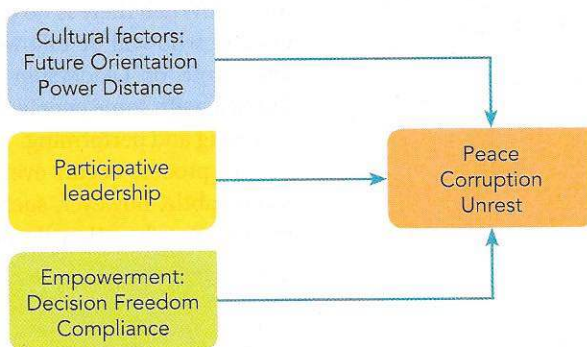 Cultural factors:
Future Orientation
Power Distance
Participative
leadership
Peace
Corruption
Unrest
Empowerment:
Decision Freedom
Compliance